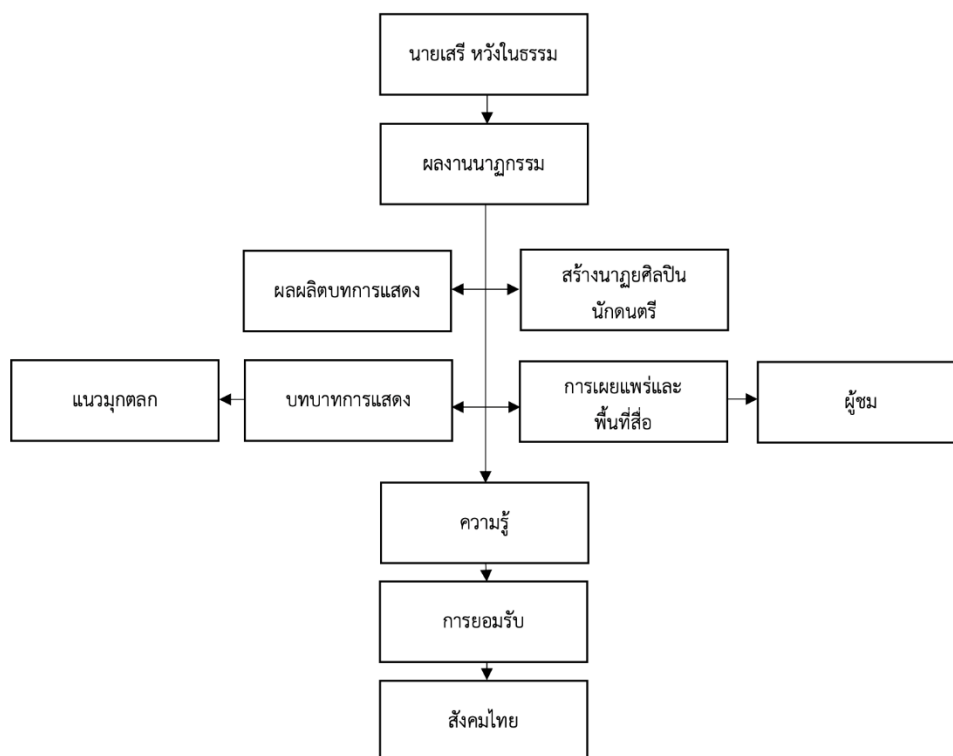 นายเสรี หวังในธรรม
ผลงานนาฏกรรม
ผลผลิตบทการแสดง
สร้างนาฏยศิลปิน
นักดนตรี
แนวมุกตลก
บทบาทการแสดง
การเผยแพร่และ
พื้นที่สื่อ
ผู้ชม
ความรู้
การยอมรับ
สังคมไทย